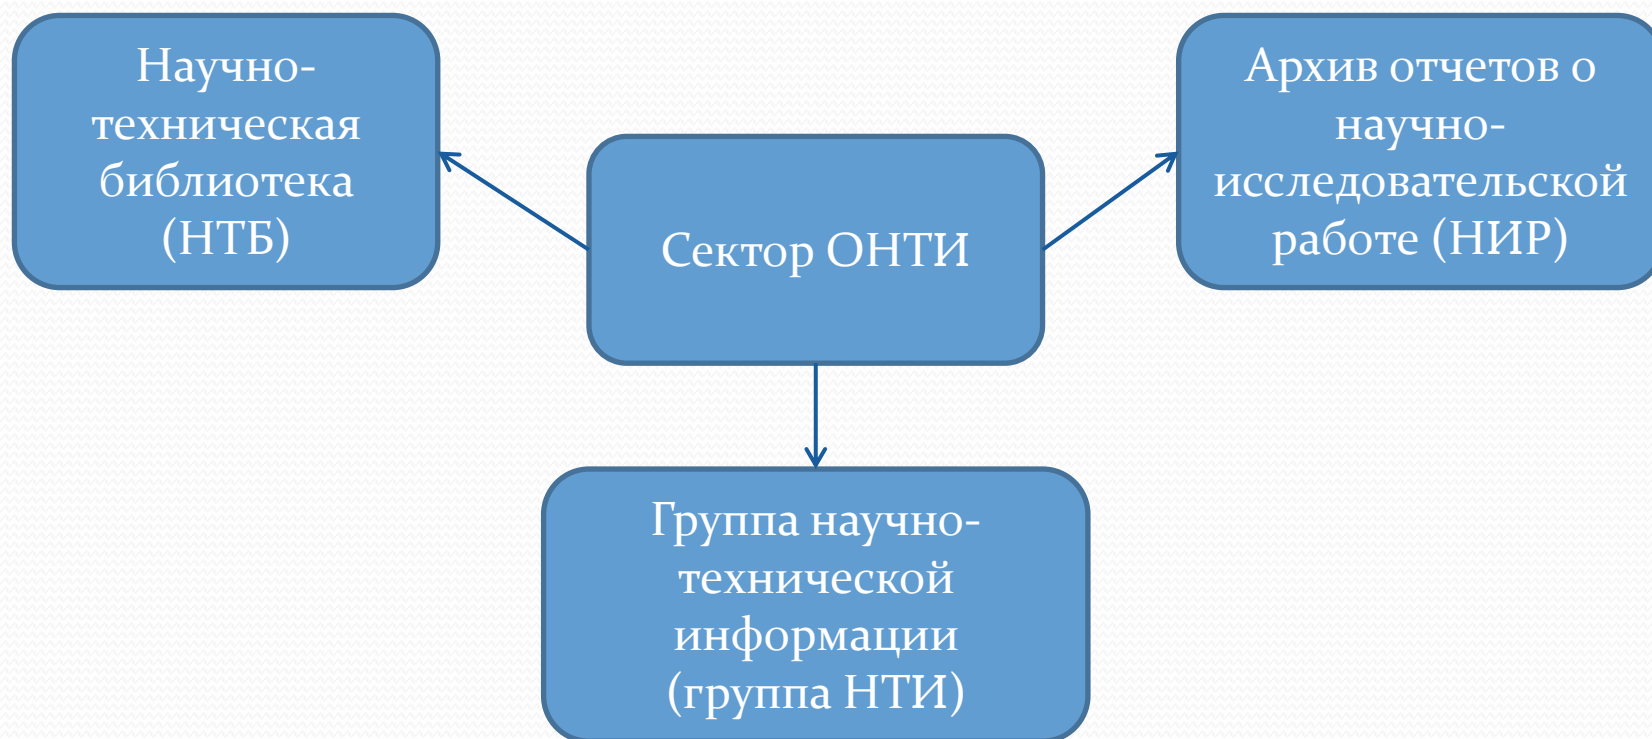 Научно-
техническая
библиотека
(НТБ)
Архив отчетов о
научно-
исследовательской
работе (НИР)
Сектор ОНТИ
Группа научно-
технической
информации
(группа НТИ)